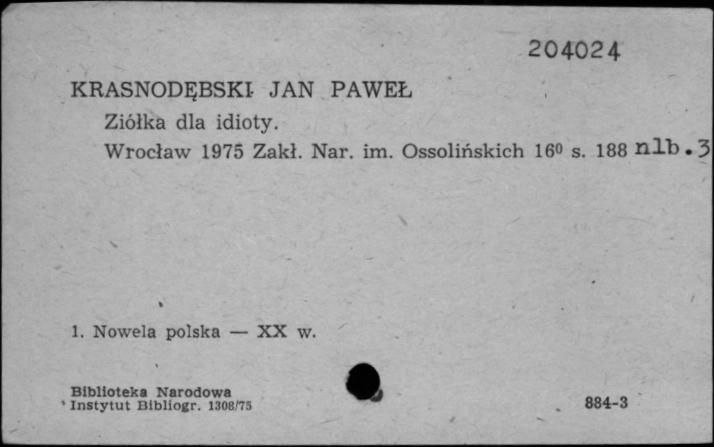 204024
KRASNODĘBSKI JAN PAWEŁ
Ziółka dla idioty.
Wrocław 1975 Zakł. Nar. im. Ossolińskich 16⁰ s. 188 nlb.3
1. Nowela polska — XX w.
Biblioteka Narodowa
Instytut Bibliogr. 1308/75
884-3